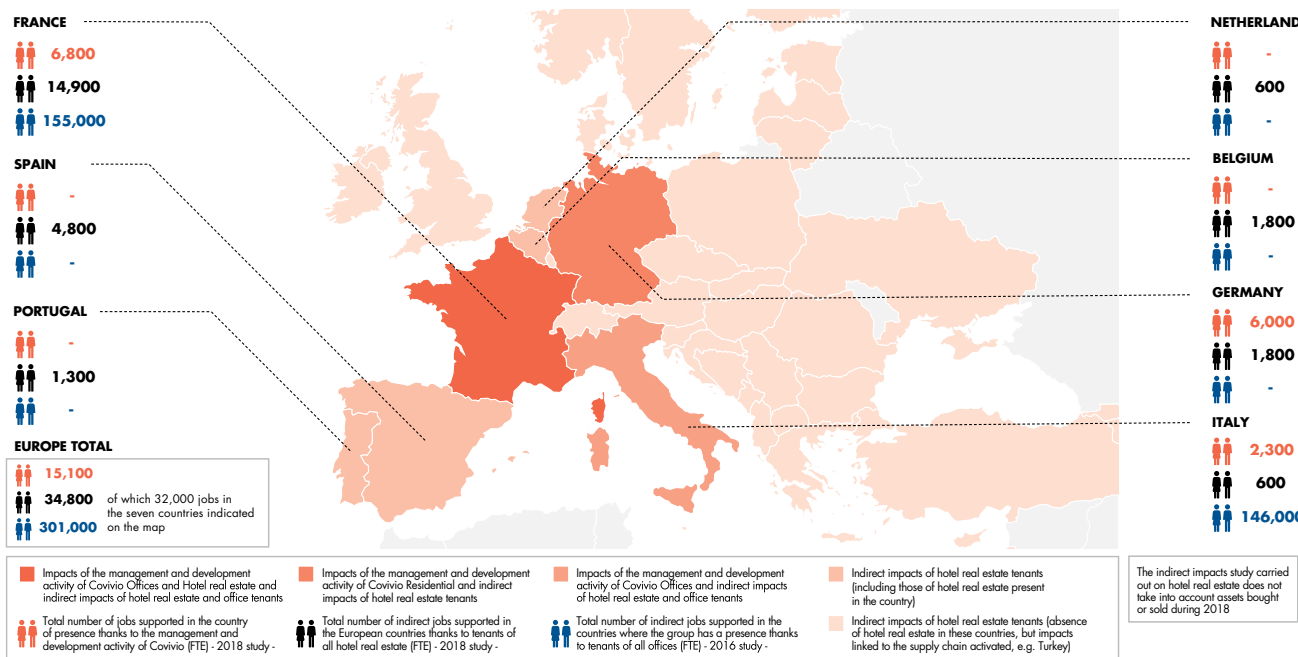 FRANCE
6,800
14,900
155,000
SPAIN
-
4,800
-
PORTUGAL
-
1,300
-
EUROPE TOTAL
15,100
34,800
301,000
of which 32,000 jobs in
the seven countries indicated
on the map
NETHERLAND
-
600
-
BELGIUM
-
1,800
-
GERMANY
6,000
1,800
-
ITALY
2,300
600
146,000
Impacts of the management and development
activity of Covivio Offices and Hotel real estate and
indirect impacts of hotel real estate tenants and office tenants
Impacts of the management and development
activity of Covivio Residential and indirect
impacts of hotel real estate tenants
Impacts of the management and development
activity of Covivio Offices and indirect impacts
of hotel real estate and office tenants
Indirect impacts of hotel real estate tenants
(including those of hotel real estate present
in the country)
Total number of jobs supported in the country
of presence thanks to the management and
development activity of Covivio (FTE) - 2018 study -
Total number of indirect jobs supported in
the European countries thanks to tenants of
all hotel real estate (FTE) - 2018 study -
Total number of indirect jobs supported in the
countries where the group has a presence thanks
to tenants of all offices (FTE) - 2016 study -
Indirect impacts of hotel real estate tenants (absence
of hotel real estate in these countries, but impacts
linked to the supply chain activated, e.g. Turkey)
The indirect impacts study carried
out on hotel real estate does not
take into account assets bought
or sold during 2018